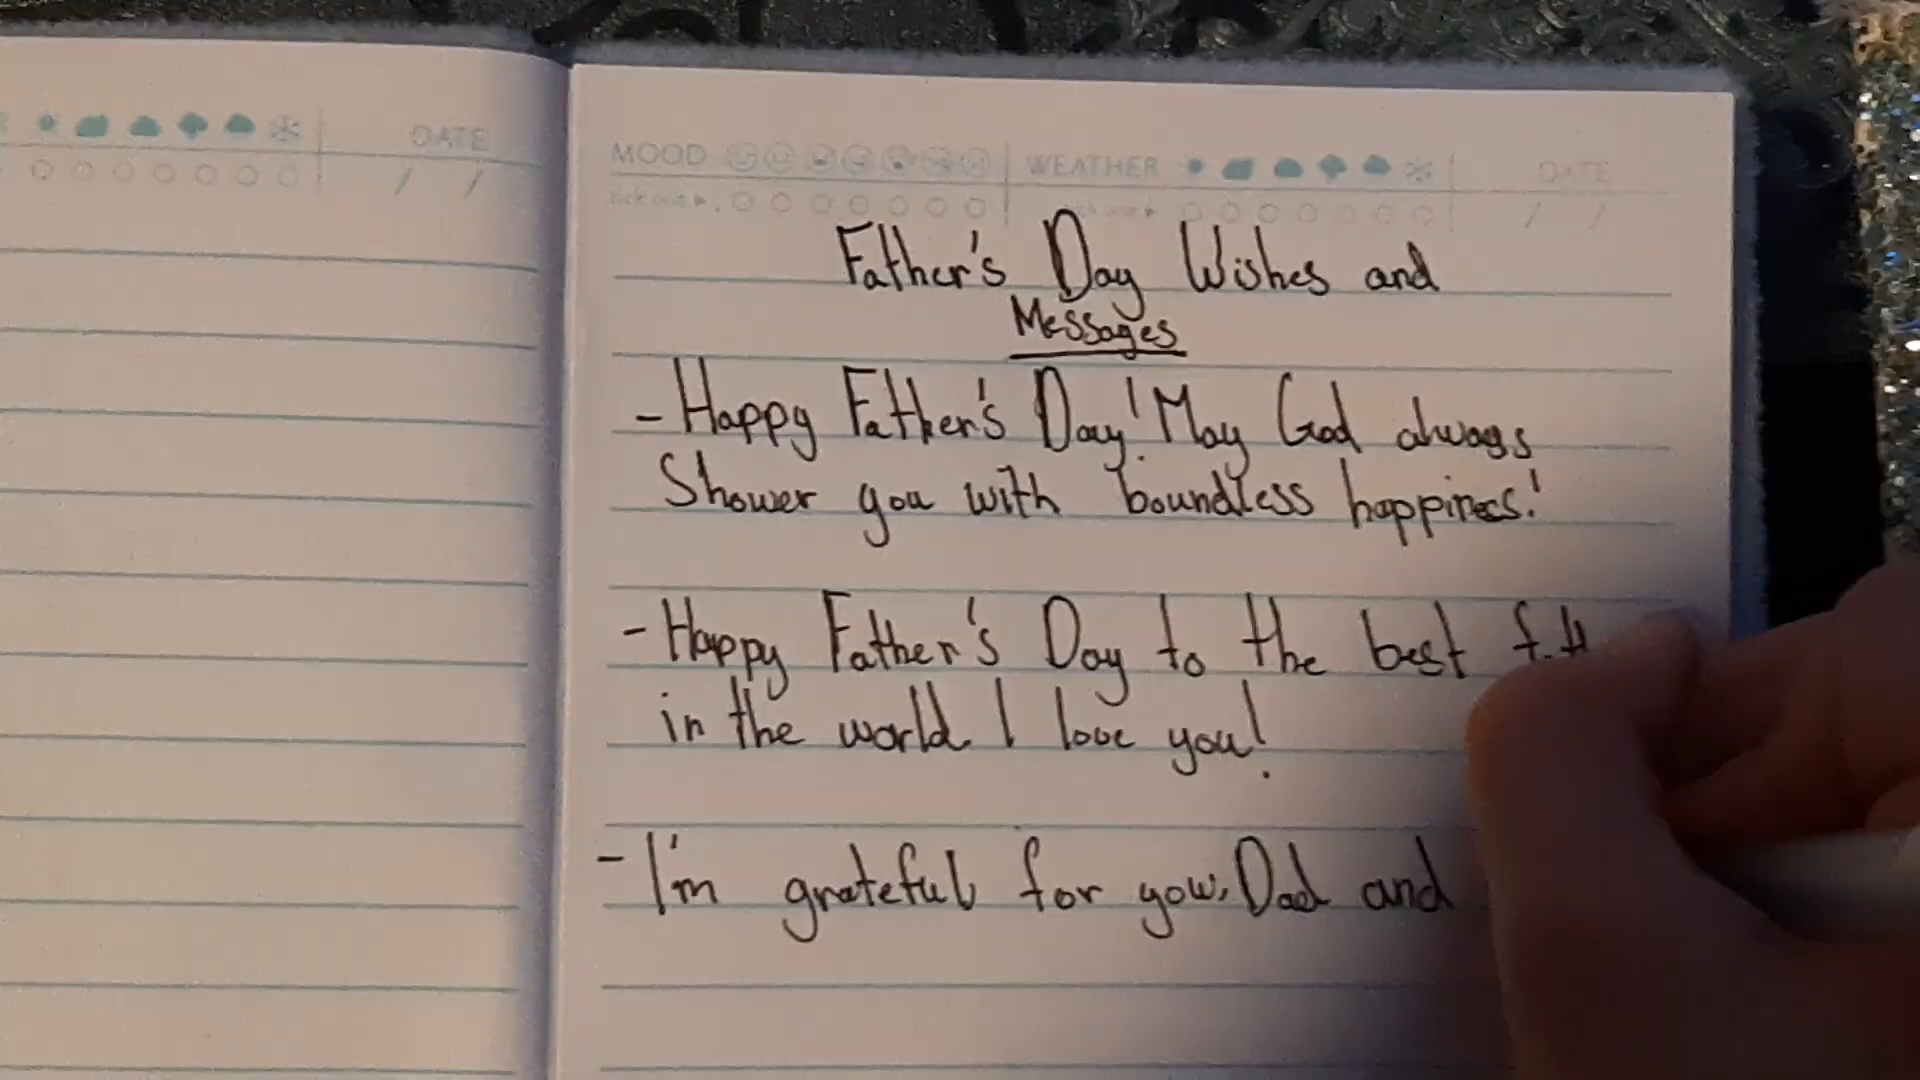 DATE
/ /
MOOD WEATHER DATE
/ /
Father's Day Wishes and
Messages
- Happy Father's Day! May God always
Shower you with boundless happiness!
- Happy Father's Day to the best
in the world I love you!
- I'm grateful for you, Dad and